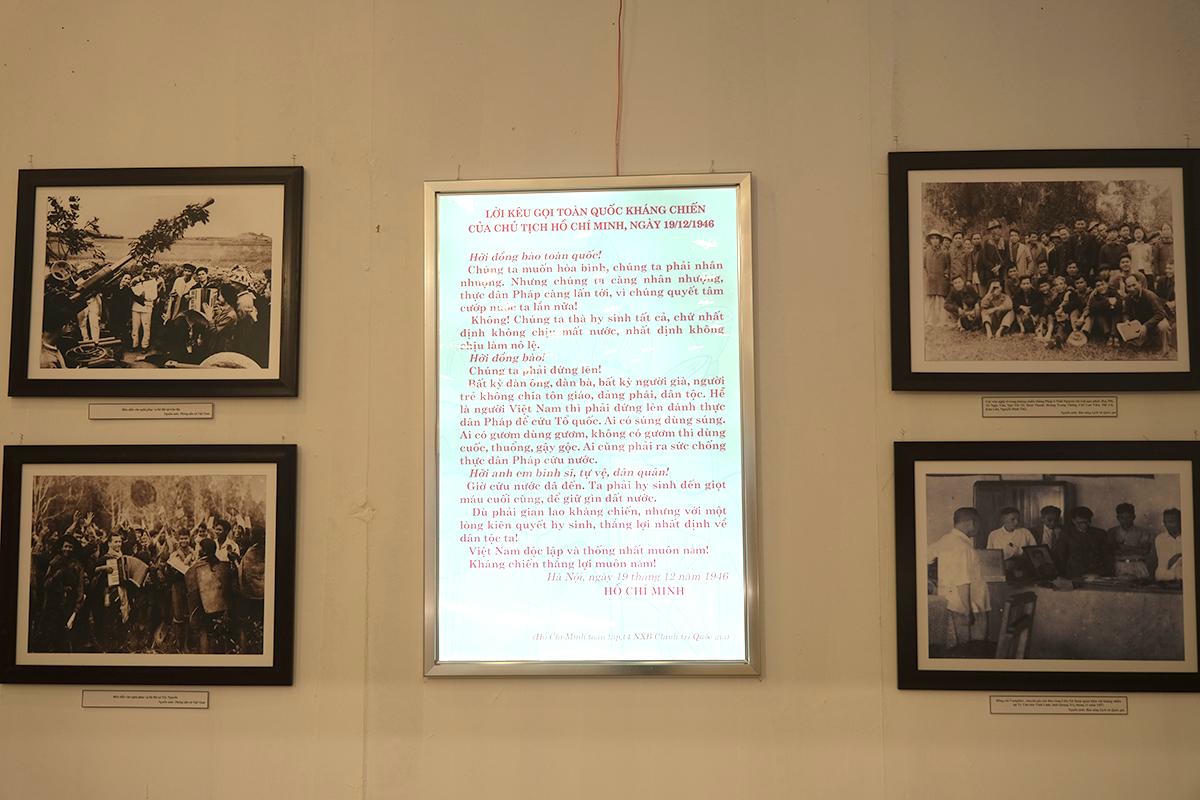 LỜI KÊU GỌI TOÀN QUỐC KHÁNG CHIẾN
CỦA CHỦ TỊCH HỒ CHÍ MINH, NGÀY 19/12/1946
Hỡi đồng bào toàn quốc!
Chúng ta muốn hòa bình, chúng ta phải nhân
nhượng. Nhưng chúng ta càng nhân nhượng,
thực dân Pháp càng lấn tới, vì chúng quyết tâm
cướp nước ta lần nữa!
Không! Chúng ta thà hy sinh tất cả, chứ nhất
định không chịu mất nước, nhất định không
chịu làm nô lệ.
Hỡi đồng bào!
Chúng ta phải đứng lên!
Bất kỳ đàn ông, đàn bà, bất kỳ người già, người
trẻ không chia tôn giáo, đảng phái, dân tộc. Hễ
là người Việt Nam thì phải đứng lên đánh thực
dân Pháp để cứu Tổ quốc. Ai có súng dùng súng.
Ai có gươm dùng gươm, không có gươm thì dùng
cuốc, thuổng, gậy gộc. Ai cũng phải ra sức chống
thực dân Pháp cứu nước.
Hỡi anh em binh sĩ, tự vệ, dân quân!
Giờ cứu nước đã đến. Ta phải hy sinh đến giọt
máu cuối cùng, để giữ gìn đất nước.
Dù phải gian lao kháng chiến, nhưng với một
lòng kiên quyết hy sinh, thắng lợi nhất định về
dân tộc ta!
Việt Nam độc lập và thống nhất muôn năm!
Kháng chiến thắng lợi muôn năm!
Hà Nội, ngày 19 tháng 12 năm 1946
HỒ CHÍ MINH
(Hồ Chí Minh toàn tập, t4 NXB Chính trị Quốc gia)